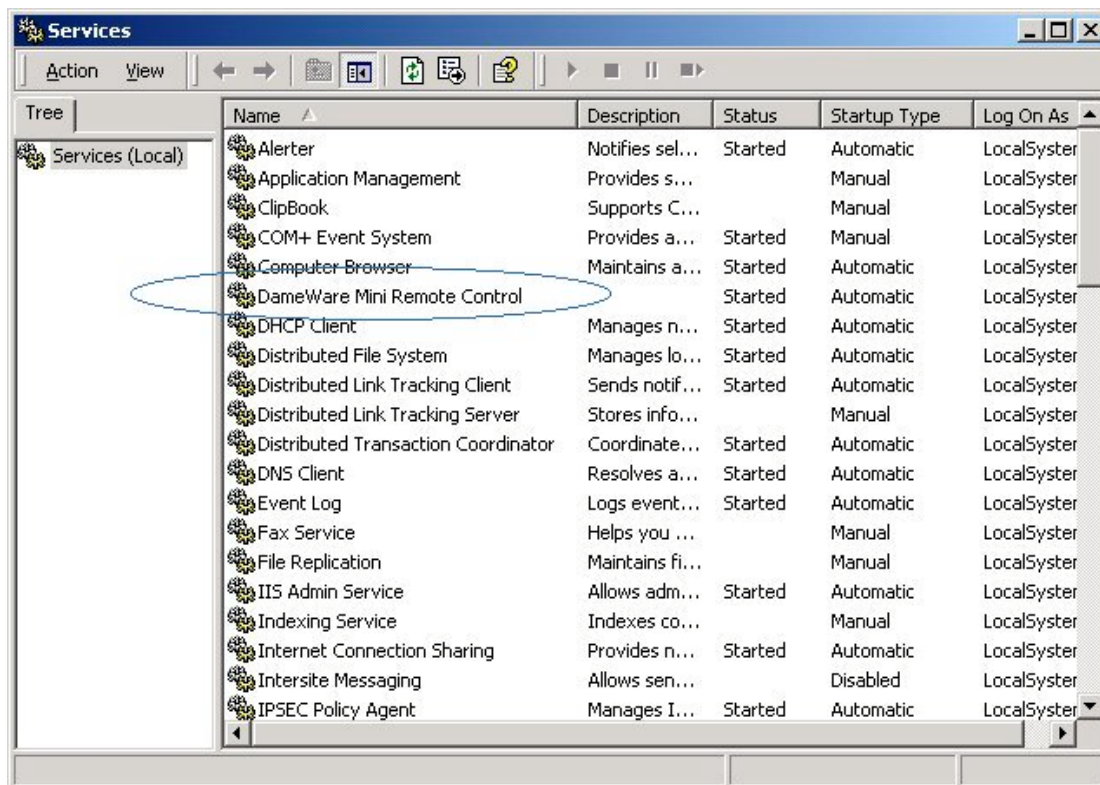 Services
Action View
Tree
Name Description Status Startup Type Log On As
Services (Local)
Alerter Notifies sel... Started Automatic LocalSyster
Application Management Provides s... Manual LocalSyster
ClipBook Supports C... Manual LocalSyster
COM+ Event System Provides a... Started Manual LocalSyster
Computer Browser Maintains a... Started Automatic LocalSyster
DameWare Mini Remote Control Started Automatic LocalSyster
DHCP Client Manages n... Started Automatic LocalSyster
Distributed File System Manages lo... Started Automatic LocalSyster
Distributed Link Tracking Client Sends notif... Started Automatic LocalSyster
Distributed Link Tracking Server Stores info... Manual LocalSyster
Distributed Transaction Coordinator Coordinate... Started Automatic LocalSyster
DNS Client Resolves a... Started Automatic LocalSyster
Event Log Logs event... Started Automatic LocalSyster
Fax Service Helps you ... Manual LocalSyster
File Replication Maintains fi... Manual LocalSyster
IIS Admin Service Allows adm... Started Automatic LocalSyster
Indexing Service Indexes co... Manual LocalSyster
Internet Connection Sharing Provides n... Started Automatic LocalSyster
Intersite Messaging Allows sen... Disabled LocalSyster
IPSEC Policy Agent Manages I... Started Automatic LocalSyster